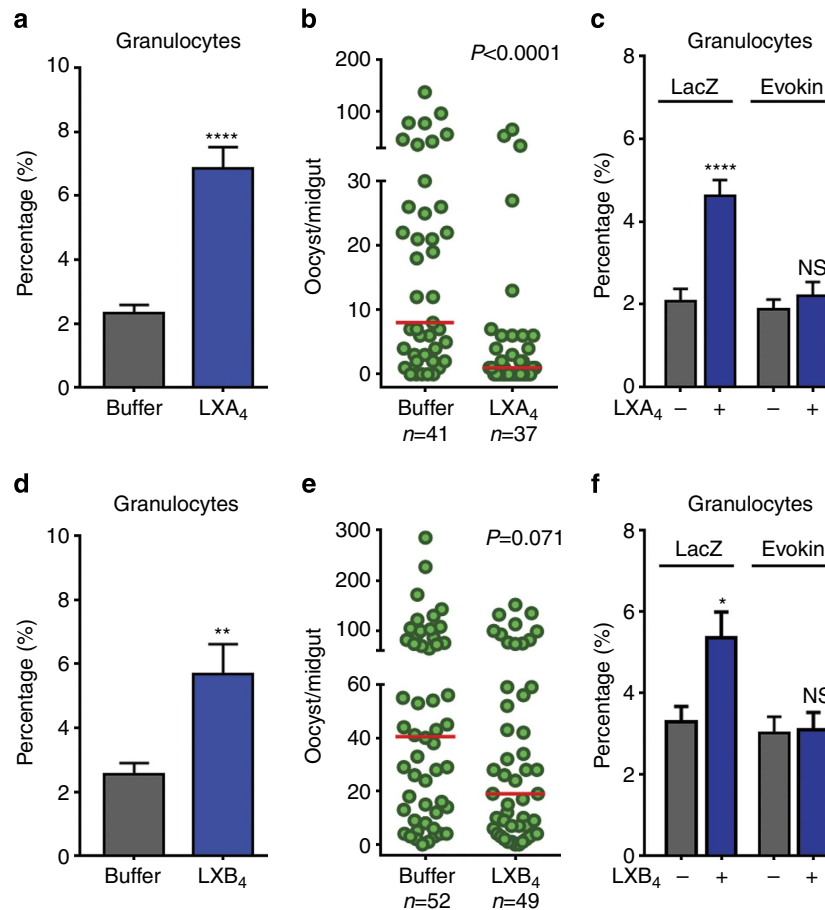 a
Granulocytes
Percentage (%)
10
8
6
4
2
0
****
Buffer
LXA4
b
P<0.0001
Oocyst/midgut
200
100
30
20
10
0
Buffer
n=41
LXA4
n=37
c
Granulocytes
LacZ
Evokin
Percentage (%)
8
6
4
2
0
****
NS
LXA4 – + – +
d
Granulocytes
Percentage (%)
10
8
6
4
2
0
**
Buffer
LXB4
e
P=0.071
Oocyst/midgut
300
200
100
60
40
20
0
Buffer
n=52
LXB4
n=49
f
Granulocytes
LacZ
Evokin
Percentage (%)
8
6
4
2
0
*
NS
LXB4 – + – +